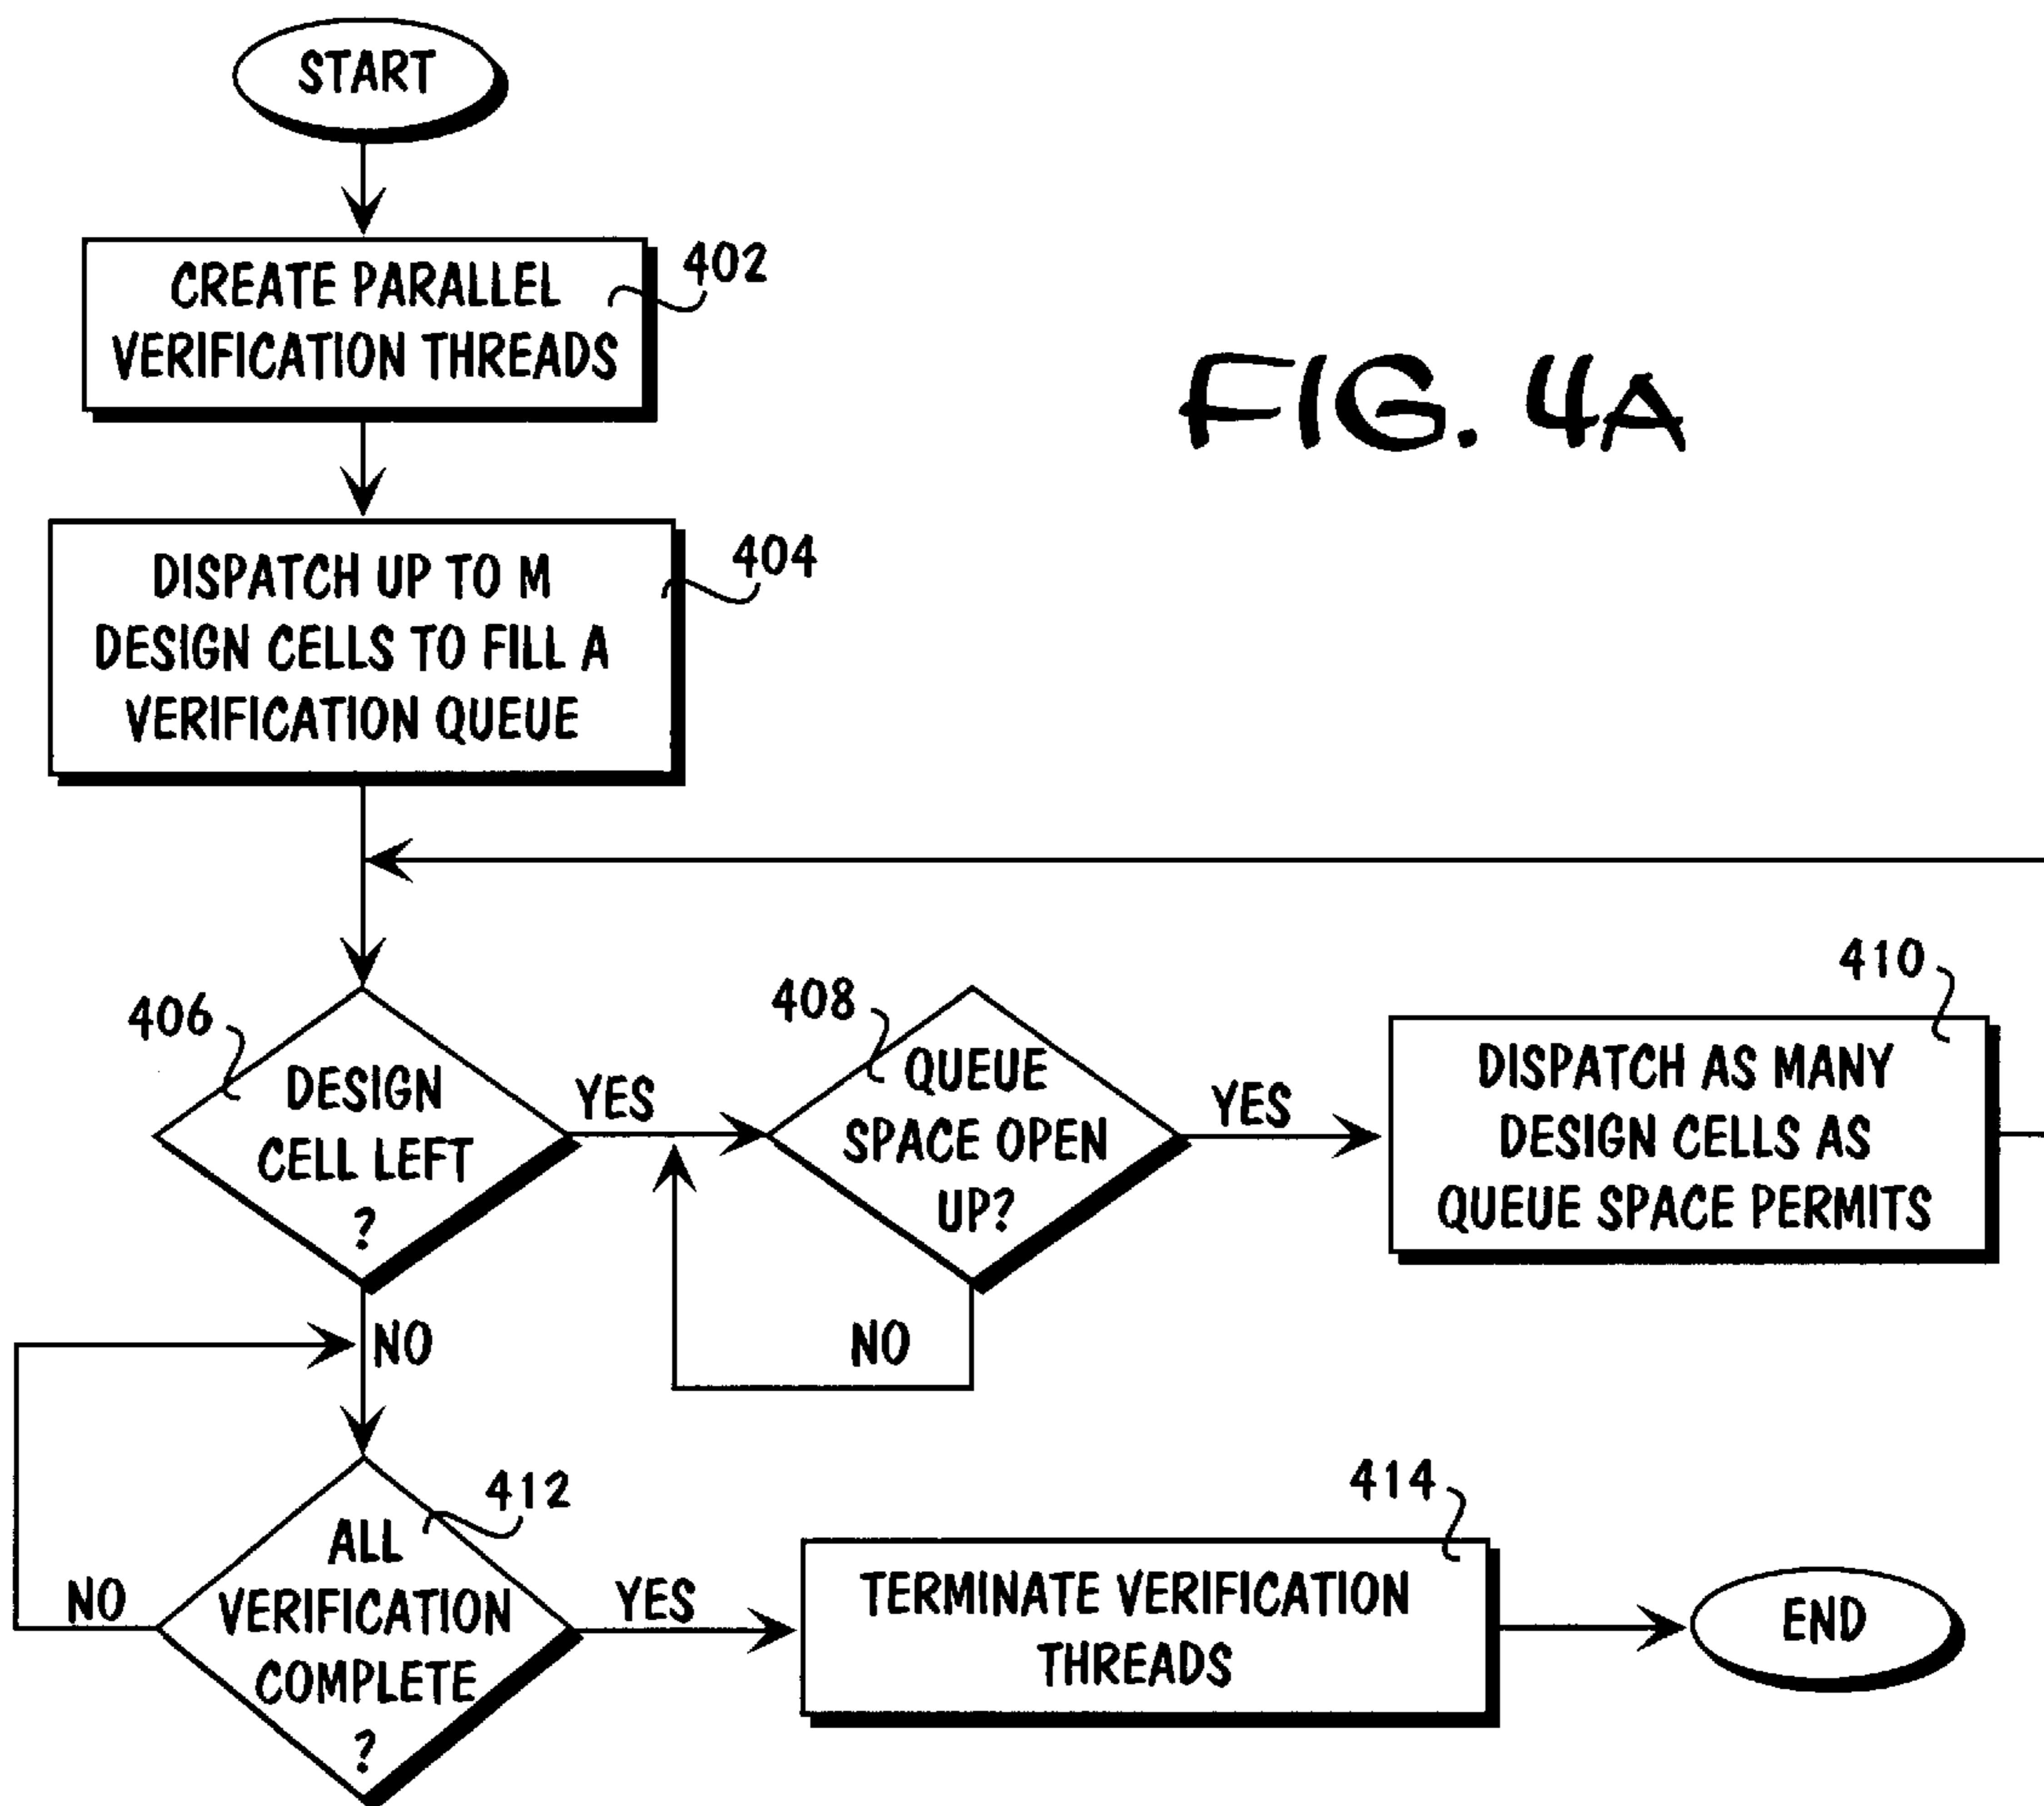 START
402
CREATE PARALLEL
VERIFICATION THREADS
FIG. 4A
404
DISPATCH UP TO M
DESIGN CELLS TO FILL A
VERIFICATION QUEUE
406
DESIGN
CELL LEFT
?
YES
408
QUEUE
SPACE OPEN
UP?
YES
410
DISPATCH AS MANY
DESIGN CELLS AS
QUEUE SPACE PERMITS
NO
NO
412
ALL
VERIFICATION
COMPLETE
?
NO
YES
414
TERMINATE VERIFICATION
THREADS
END